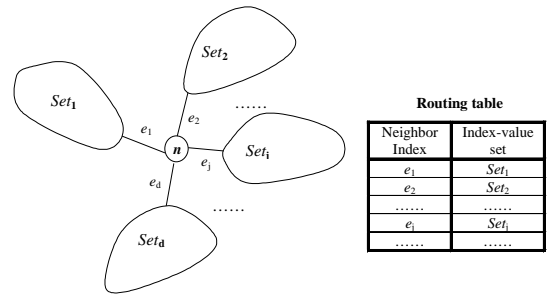 Set2
Set1
……
e1
e2
n
ej
Seti
ed
……
Setd
Routing table
Neighbor Index
Index-value set
e1 Set1
e2 Set2
…… ……
ej Setj
…… ……